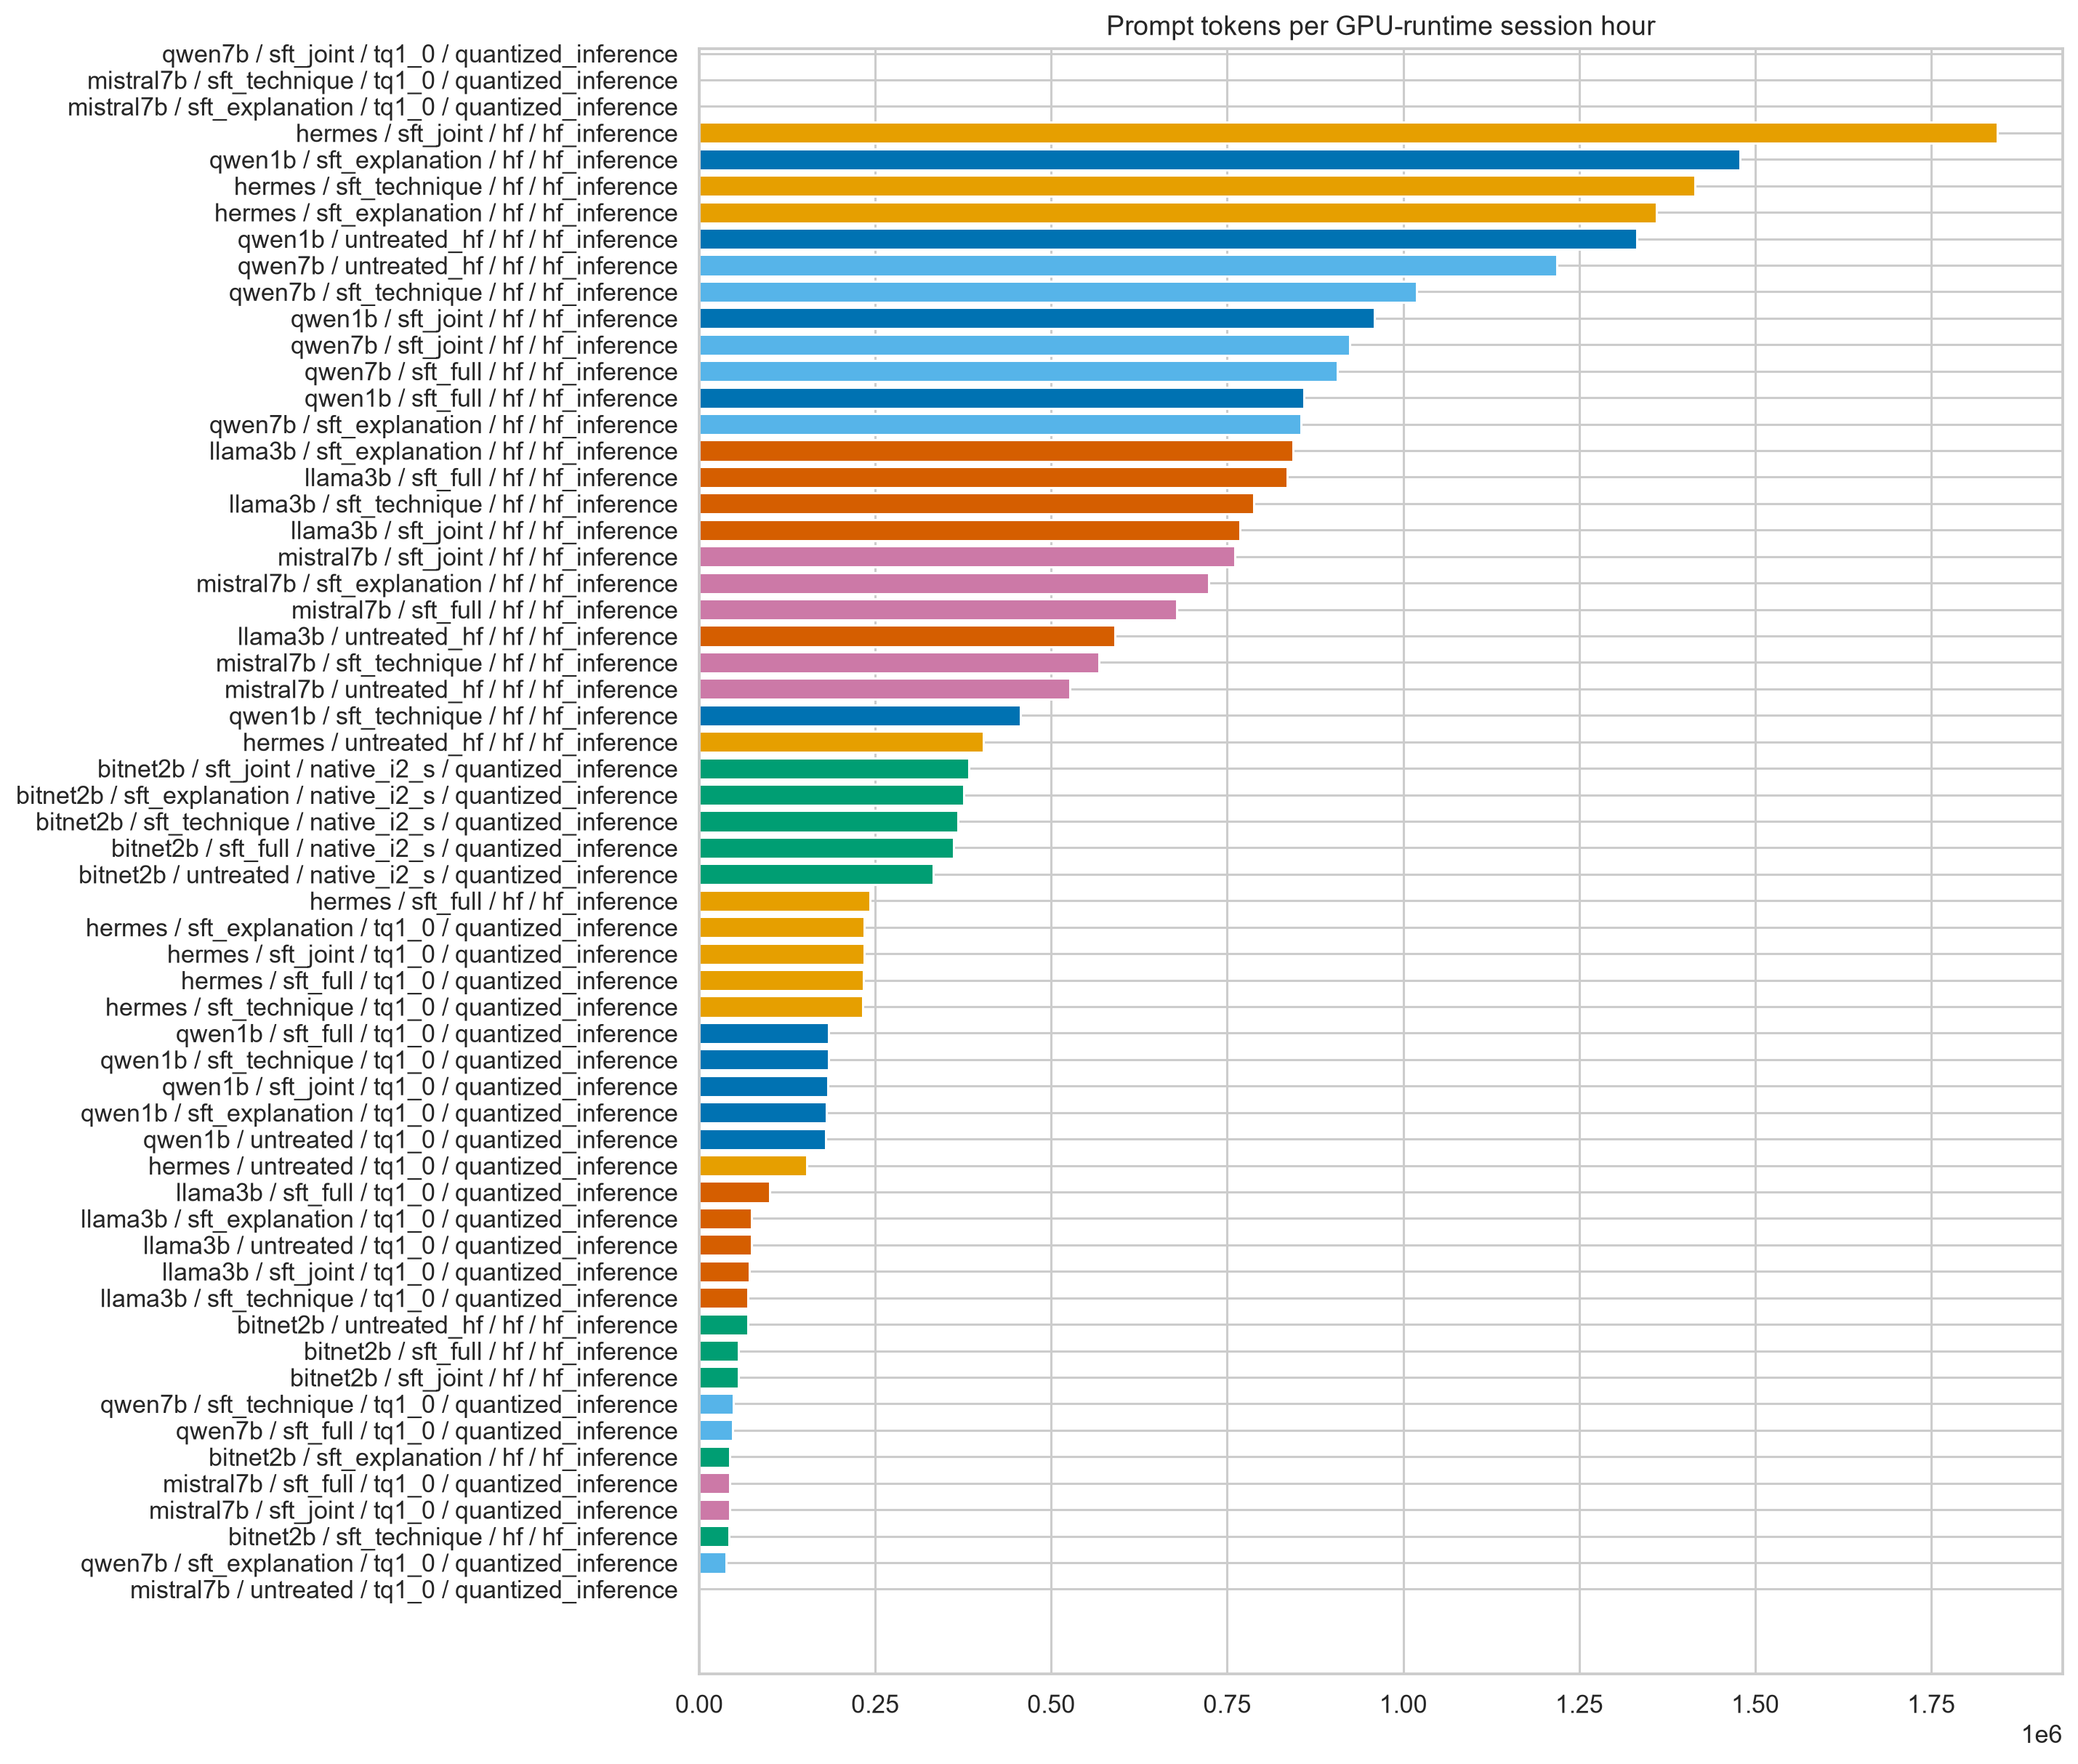 Prompt tokens per GPU-runtime session hour
qwen7b / sft_joint / tq1_0 / quantized_inference
mistral7b / sft_technique / tq1_0 / quantized_inference
mistral7b / sft_explanation / tq1_0 / quantized_inference
hermes / sft_joint / hf / hf_inference
qwen1b / sft_explanation / hf / hf_inference
hermes / sft_technique / hf / hf_inference
hermes / sft_explanation / hf / hf_inference
qwen1b / untreated_hf / hf / hf_inference
qwen7b / untreated_hf / hf / hf_inference
qwen7b / sft_technique / hf / hf_inference
qwen1b / sft_joint / hf / hf_inference
qwen7b / sft_joint / hf / hf_inference
qwen7b / sft_full / hf / hf_inference
qwen1b / sft_full / hf / hf_inference
qwen7b / sft_explanation / hf / hf_inference
llama3b / sft_explanation / hf / hf_inference
llama3b / sft_full / hf / hf_inference
llama3b / sft_technique / hf / hf_inference
llama3b / sft_joint / hf / hf_inference
mistral7b / sft_joint / hf / hf_inference
mistral7b / sft_explanation / hf / hf_inference
mistral7b / sft_full / hf / hf_inference
llama3b / untreated_hf / hf / hf_inference
mistral7b / sft_technique / hf / hf_inference
mistral7b / untreated_hf / hf / hf_inference
qwen1b / sft_technique / hf / hf_inference
hermes / untreated_hf / hf / hf_inference
bitnet2b / sft_joint / native_i2_s / quantized_inference
bitnet2b / sft_explanation / native_i2_s / quantized_inference
bitnet2b / sft_technique / native_i2_s / quantized_inference
bitnet2b / sft_full / native_i2_s / quantized_inference
bitnet2b / untreated / native_i2_s / quantized_inference
hermes / sft_full / hf / hf_inference
hermes / sft_explanation / tq1_0 / quantized_inference
hermes / sft_joint / tq1_0 / quantized_inference
hermes / sft_full / tq1_0 / quantized_inference
hermes / sft_technique / tq1_0 / quantized_inference
qwen1b / sft_full / tq1_0 / quantized_inference
qwen1b / sft_technique / tq1_0 / quantized_inference
qwen1b / sft_joint / tq1_0 / quantized_inference
qwen1b / sft_explanation / tq1_0 / quantized_inference
qwen1b / untreated / tq1_0 / quantized_inference
hermes / untreated / tq1_0 / quantized_inference
llama3b / sft_full / tq1_0 / quantized_inference
llama3b / sft_explanation / tq1_0 / quantized_inference
llama3b / untreated / tq1_0 / quantized_inference
llama3b / sft_joint / tq1_0 / quantized_inference
llama3b / sft_technique / tq1_0 / quantized_inference
bitnet2b / untreated_hf / hf / hf_inference
bitnet2b / sft_full / hf / hf_inference
bitnet2b / sft_joint / hf / hf_inference
qwen7b / sft_technique / tq1_0 / quantized_inference
qwen7b / sft_full / tq1_0 / quantized_inference
bitnet2b / sft_explanation / hf / hf_inference
mistral7b / sft_full / tq1_0 / quantized_inference
mistral7b / sft_joint / tq1_0 / quantized_inference
bitnet2b / sft_technique / hf / hf_inference
qwen7b / sft_explanation / tq1_0 / quantized_inference
mistral7b / untreated / tq1_0 / quantized_inference
0.00 0.25 0.50 0.75 1.00 1.25 1.50 1.75
1e6